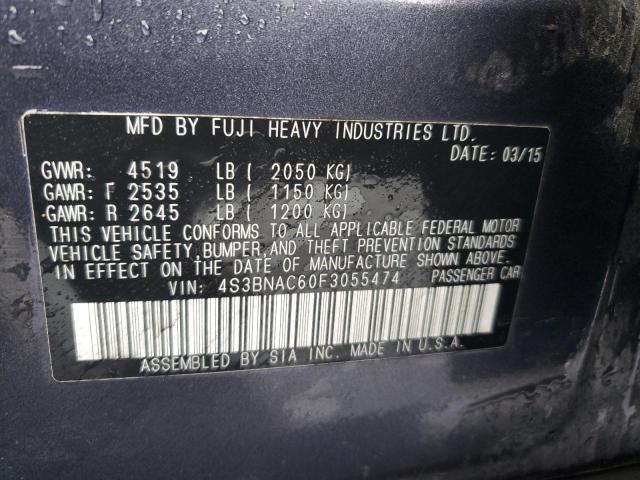 MFD BY FUJI HEAVY INDUSTRIES LTD.
DATE: 03/15
GVWR: 4519 LB ( 2050 KG)
GAWR: F 2535 LB ( 1150 KG)
GAWR: R 2645 LB ( 1200 KG)
THIS VEHICLE CONFORMS TO ALL APPLICABLE FEDERAL MOTOR
VEHICLE SAFETY, BUMPER, AND THEFT PREVENTION STANDARDS
IN EFFECT ON THE DATE OF MANUFACTURE SHOWN ABOVE.
VIN: 4S3BNAC60F3055474 PASSENGER CAR
ASSEMBLED BY SIA INC. MADE IN U.S.A.